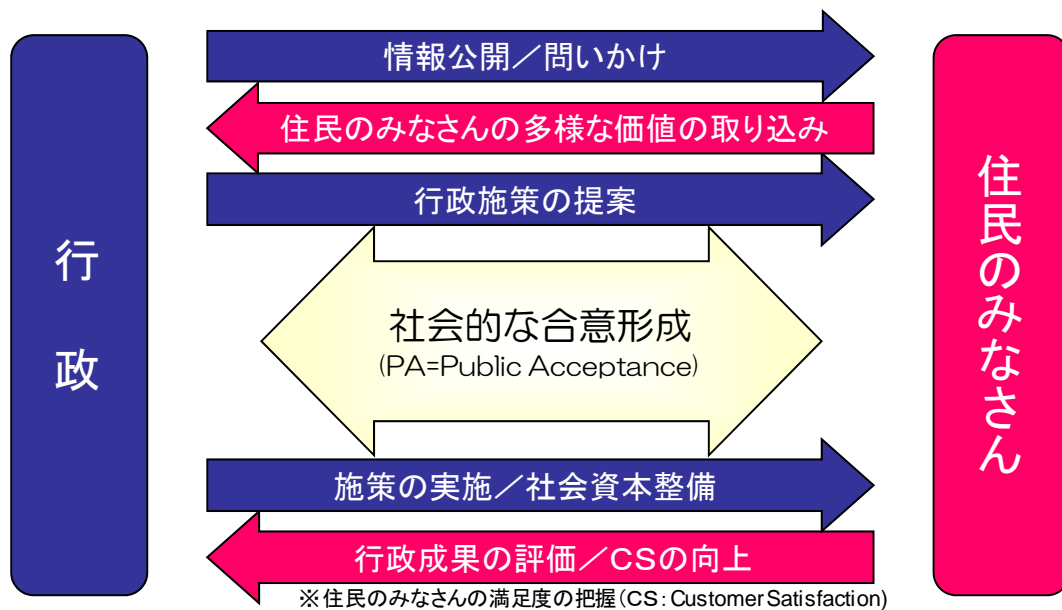 行政
情報公開／問いかけ
住民のみなさんの多様な価値の取り込み
行政施策の提案
社会的な合意形成
(PA=Public Acceptance)
施策の実施／社会資本整備
行政成果の評価／CSの向上
※住民のみなさんの満足度の把握(CS：Customer Satisfaction)
住民のみなさん